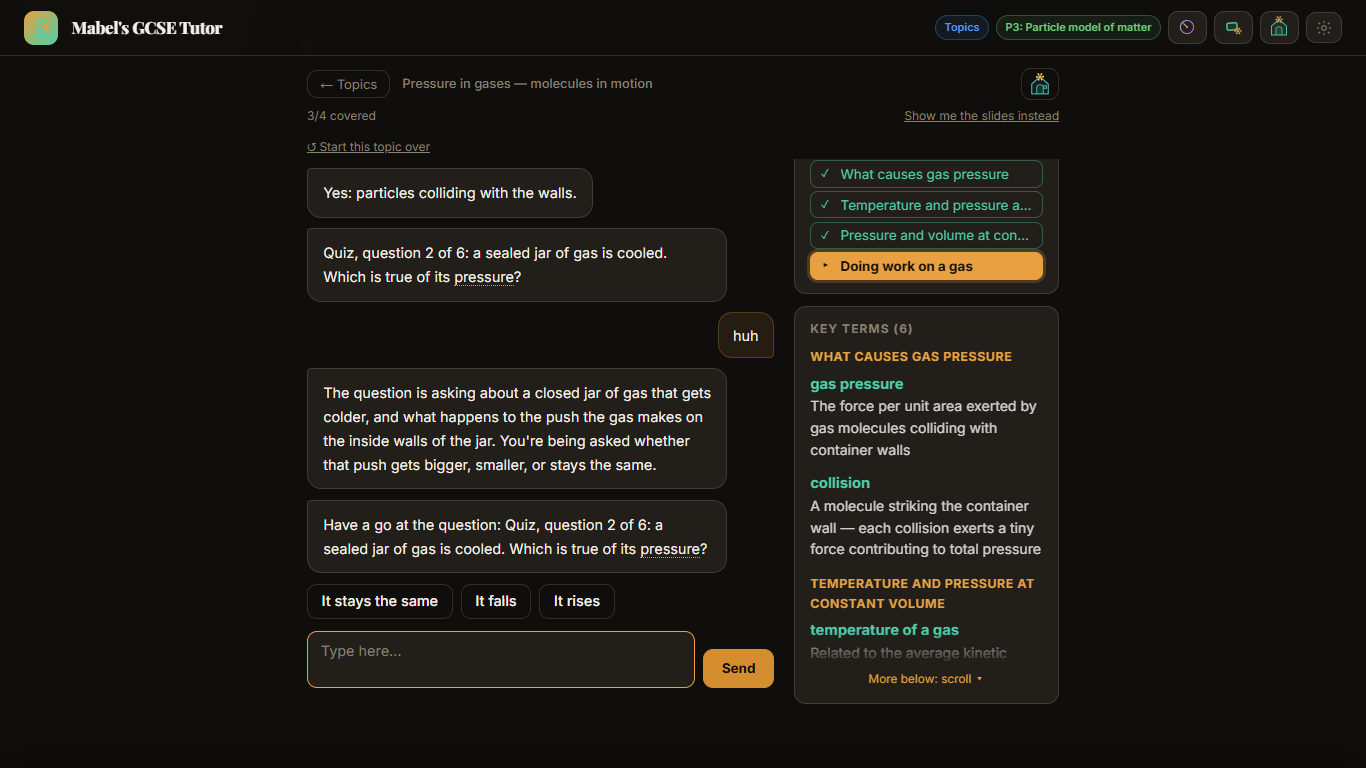 Mabel's GCSE Tutor
Topics
P3: Particle model of matter
← Topics
Pressure in gases — molecules in motion
3/4 covered
Show me the slides instead
↺ Start this topic over
Yes: particles colliding with the walls.
Quiz, question 2 of 6: a sealed jar of gas is cooled.
Which is true of its pressure?
huh
The question is asking about a closed jar of gas that gets
colder, and what happens to the push the gas makes on
the inside walls of the jar. You're being asked whether
that push gets bigger, smaller, or stays the same.
Have a go at the question: Quiz, question 2 of 6: a
sealed jar of gas is cooled. Which is true of its pressure?
It stays the same
It falls
It rises
Type here...
Send
✓ What causes gas pressure
✓ Temperature and pressure a...
✓ Pressure and volume at con...
‣ Doing work on a gas
KEY TERMS (6)
WHAT CAUSES GAS PRESSURE
gas pressure
The force per unit area exerted by
gas molecules colliding with
container walls
collision
A molecule striking the container
wall — each collision exerts a tiny
force contributing to total pressure
TEMPERATURE AND PRESSURE AT
CONSTANT VOLUME
temperature of a gas
Related to the average kinetic
More below: scroll ▾